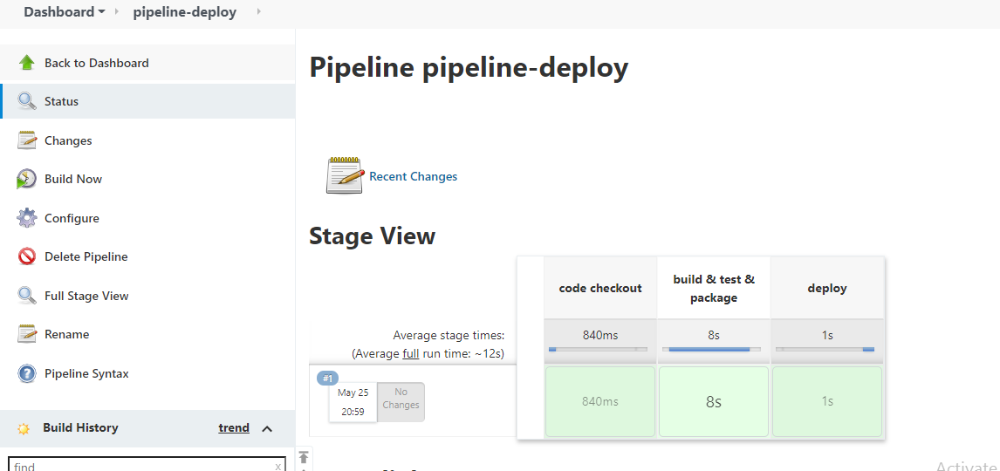 Dashboard
pipeline-deploy
Back to Dashboard
Status
Changes
Build Now
Configure
Delete Pipeline
Full Stage View
Rename
Pipeline Syntax
Build History
trend
find
x
Pipeline pipeline-deploy
Recent Changes
Stage View
code checkout
build & test &
package
deploy
Average stage times:
(Average full run time: ~12s)
840ms
8s
1s
#1
May 25
20:59
No
Changes
840ms
8s
1s
Activate